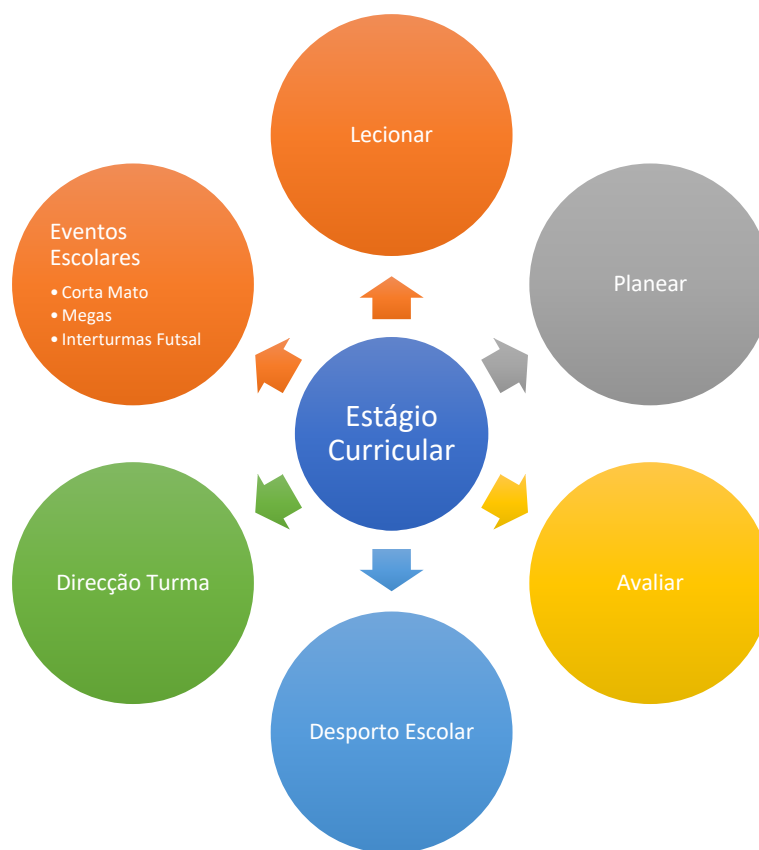 Lecionar
Eventos
Escolares
• Corta Mato
• Megas
• Interturmas Futsal
Planear
Estágio
Curricular
Direcção Turma
Avaliar
Desporto Escolar